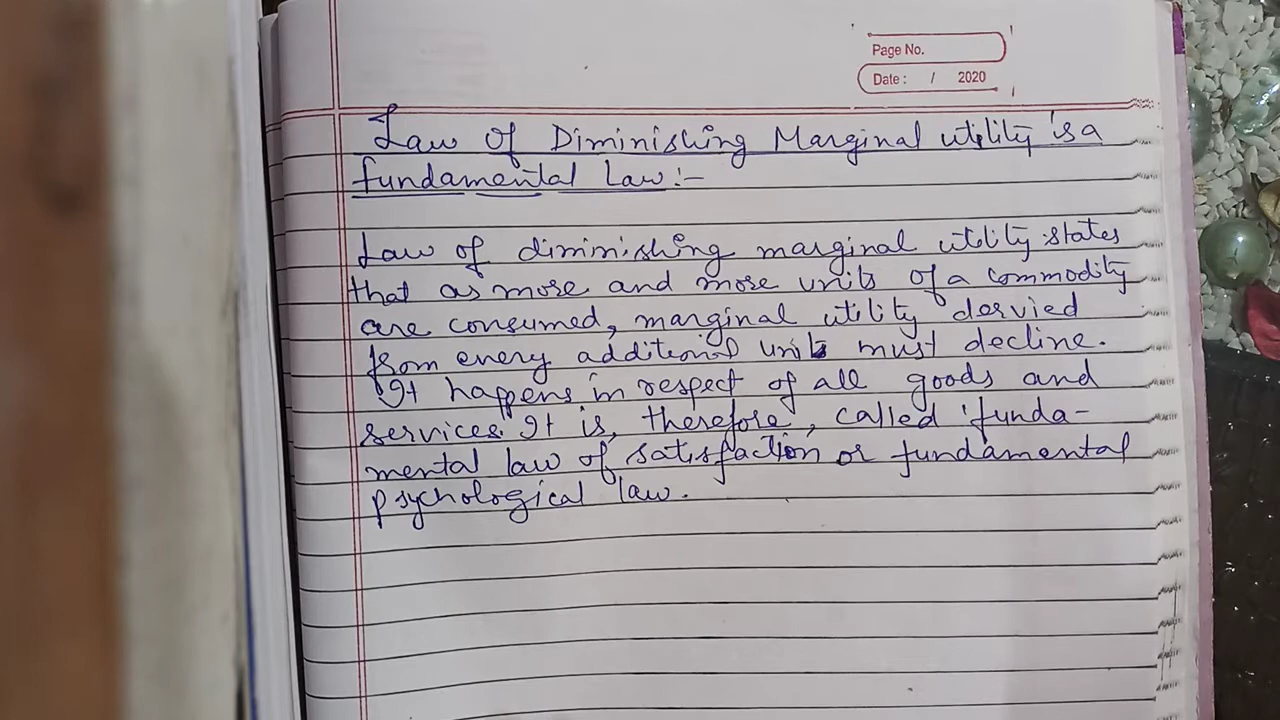 Page No.
Date : / 2020
Law of Diminishing Marginal utility is a
fundamental Law :-
Law of diminishing marginal utility states
that as more and more units of a commodity
are consumed, marginal utility dervied
from every additional unit must decline.
It happens in respect of all goods and
services. It is, therefore, called 'funda-
mental law of satisfaction or fundamental
psychological law.